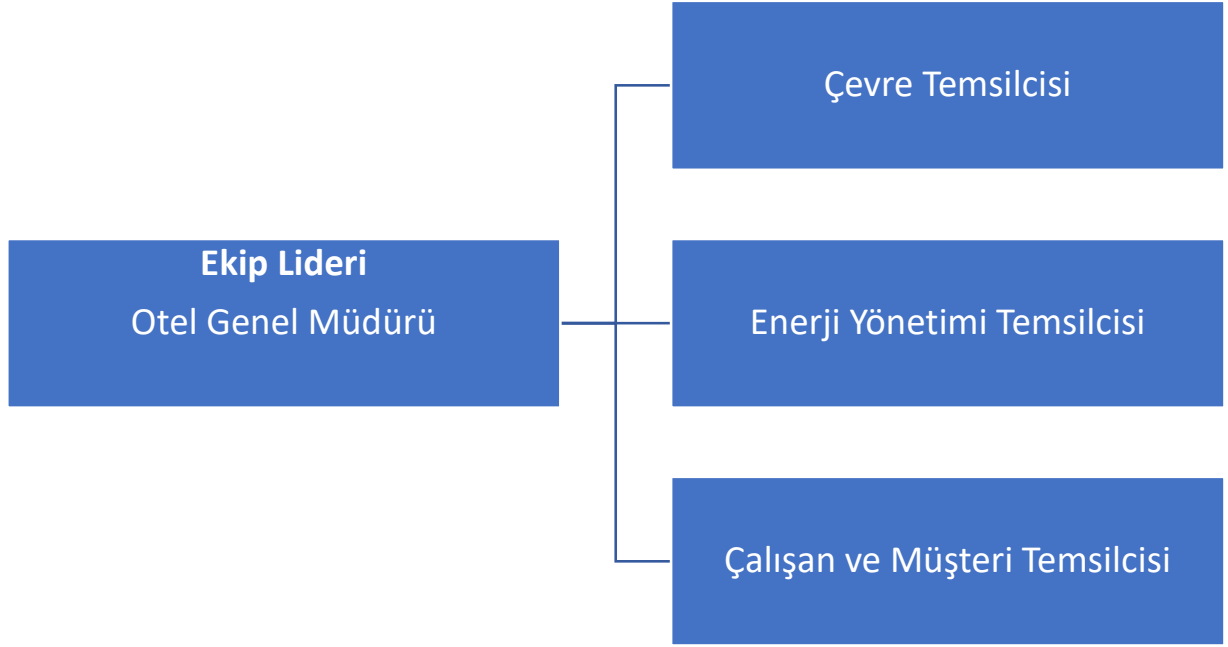 Çevre Temsilcisi
Ekip Lideri
Otel Genel Müdürü
Enerji Yönetimi Temsilcisi
Çalışan ve Müşteri Temsilcisi